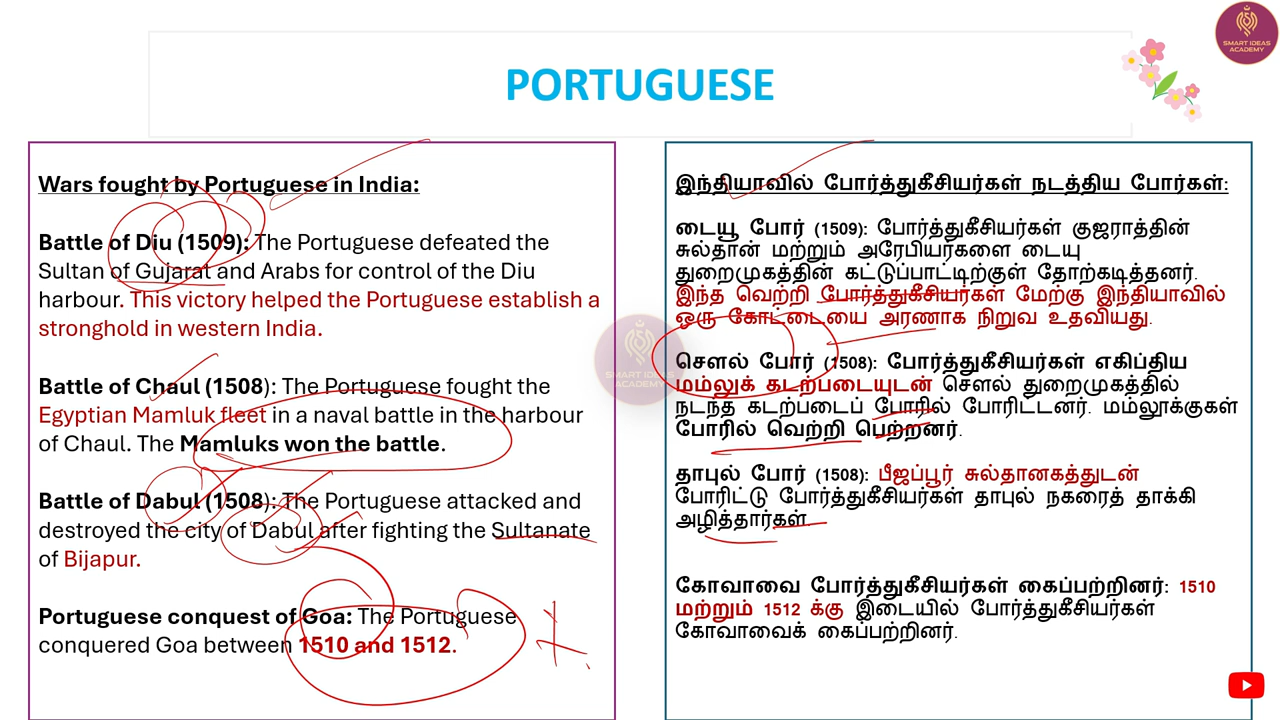 SMART IDEAS
ACADEMY
PORTUGUESE
Wars fought by Portuguese in India:
Battle of Diu (1509): The Portuguese defeated the
Sultan of Gujarat and Arabs for control of the Diu
harbour. This victory helped the Portuguese establish a
stronghold in western India.
Battle of Chaul (1508): The Portuguese fought the
Egyptian Mamluk fleet in a naval battle in the harbour
of Chaul. The Mamluks won the battle.
Battle of Dabul (1508): The Portuguese attacked and
destroyed the city of Dabul after fighting the Sultanate
of Bijapur.
Portuguese conquest of Goa: The Portuguese
conquered Goa between 1510 and 1512.
இந்தியாவில் போர்த்துகீசியர்கள் நடத்திய போர்கள்:
டையூ போர் (1509): போர்த்துகீசியர்கள் குஜராத்தின்
சுல்தான் மற்றும் அரேபியர்களை டையு
துறைமுகத்தின் கட்டுப்பாட்டிற்குள் தோற்கடித்தனர்.
இந்த வெற்றி போர்த்துகீசியர்கள் மேற்கு இந்தியாவில்
ஒரு கோட்டையை அரணாக நிறுவ உதவியது.
சௌல் போர் (1508): போர்த்துகீசியர்கள் எகிப்திய
மம்லுக் கடற்படையுடன் சௌல் துறைமுகத்தில்
நடந்த கடற்படைப் போரில் போரிட்டனர். மம்லூக்குகள்
போரில் வெற்றி பெற்றனர்.
தாபுல் போர் (1508): பீஜப்பூர் சுல்தானகத்துடன்
போரிட்டு போர்த்துகீசியர்கள் தாபுல் நகரைத் தாக்கி
அழித்தார்கள்.
கோவாவை போர்த்துகீசியர்கள் கைப்பற்றினர்: 1510
மற்றும் 1512 க்கு இடையில் போர்த்துகீசியர்கள்
கோவாவைக் கைப்பற்றினர்.
SMART IDEAS
ACADEMY